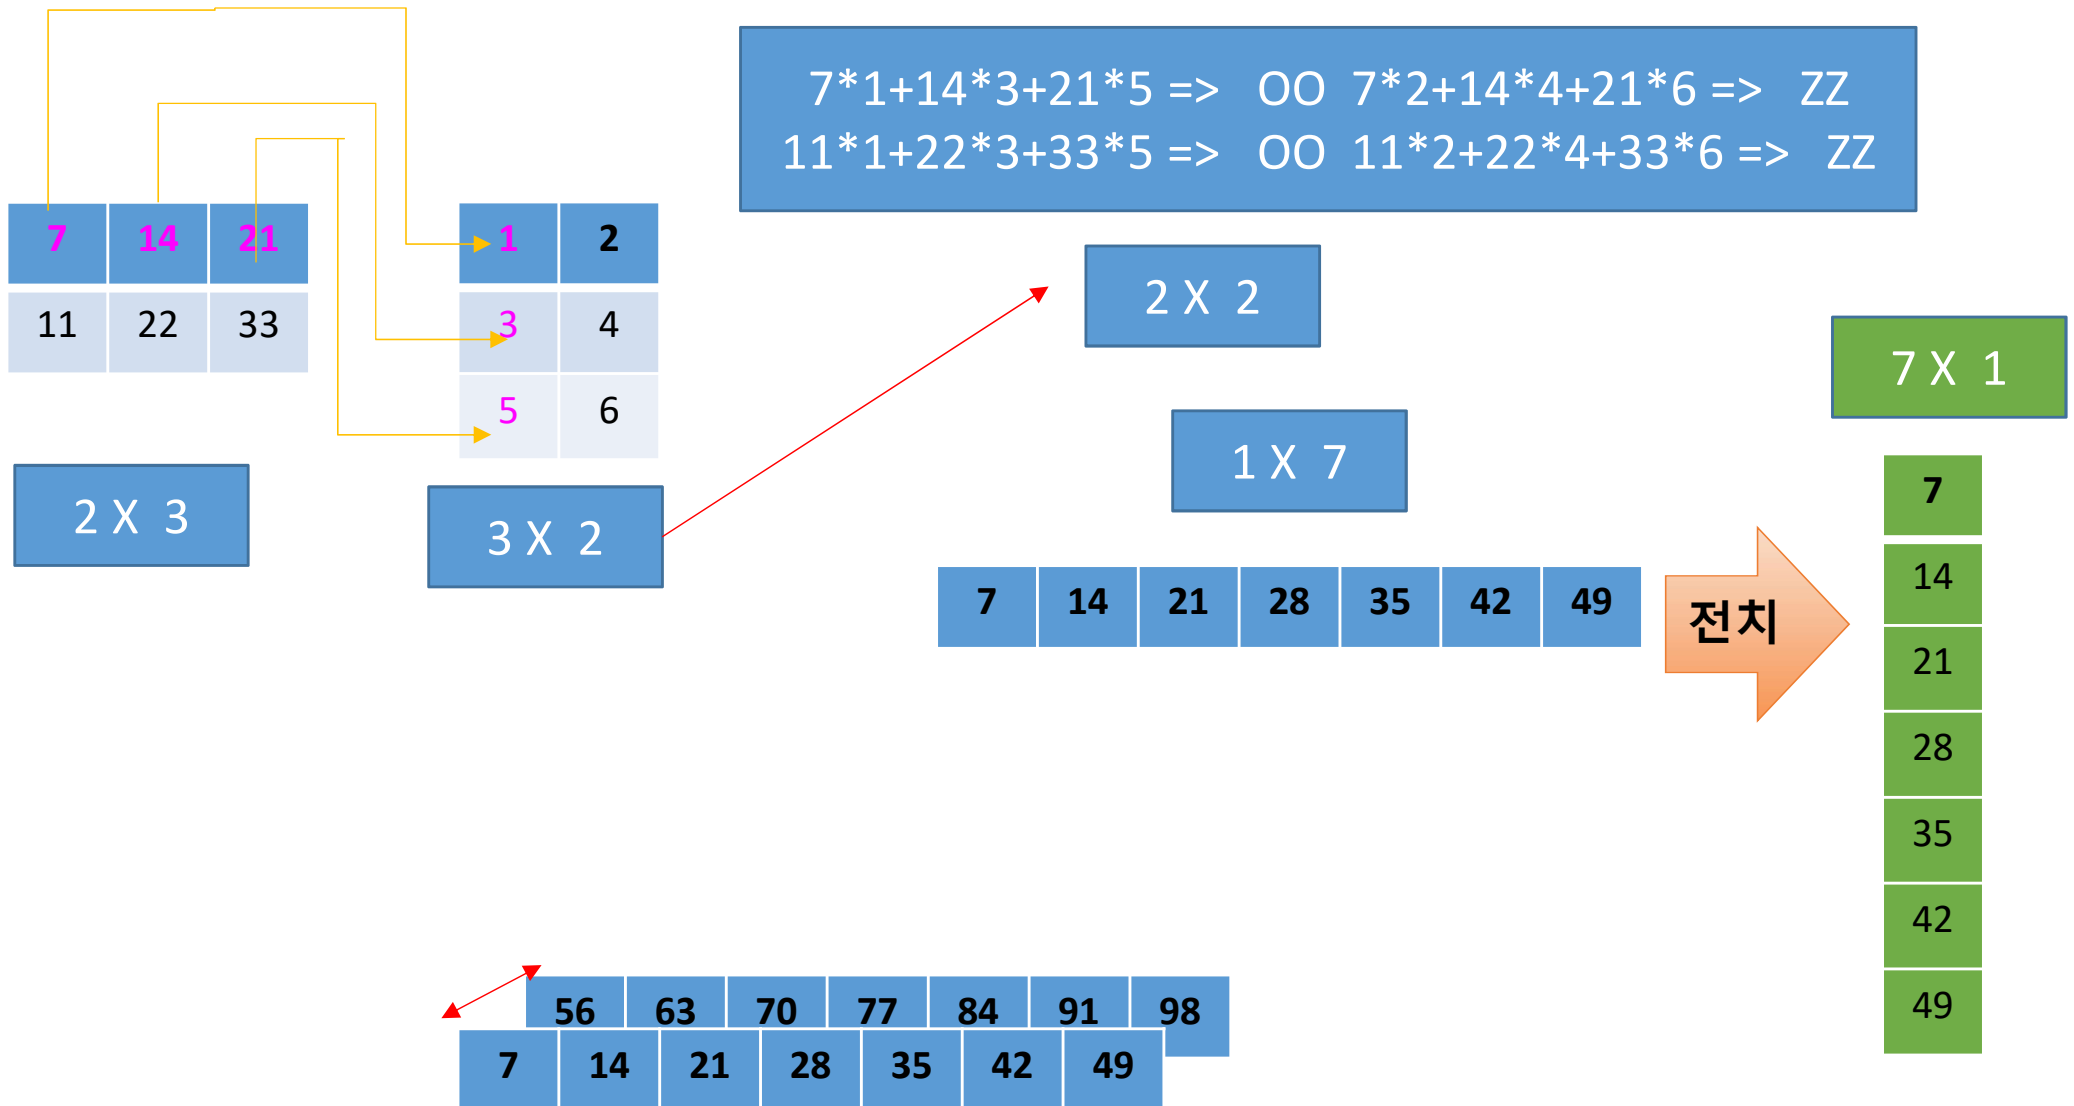 7*1+14*3+21*5 => OO 7*2+14*4+21*6 => ZZ
11*1+22*3+33*5 => OO 11*2+22*4+33*6 => ZZ
7 14 21
11 22 33
2 X 3
1 2
3 4
5 6
3 X 2
2 X 2
1 X 7
7 14 21 28 35 42 49
전치
7 X 1
7
14
21
28
35
42
49
56 63 70 77 84 91 98
7 14 21 28 35 42 49